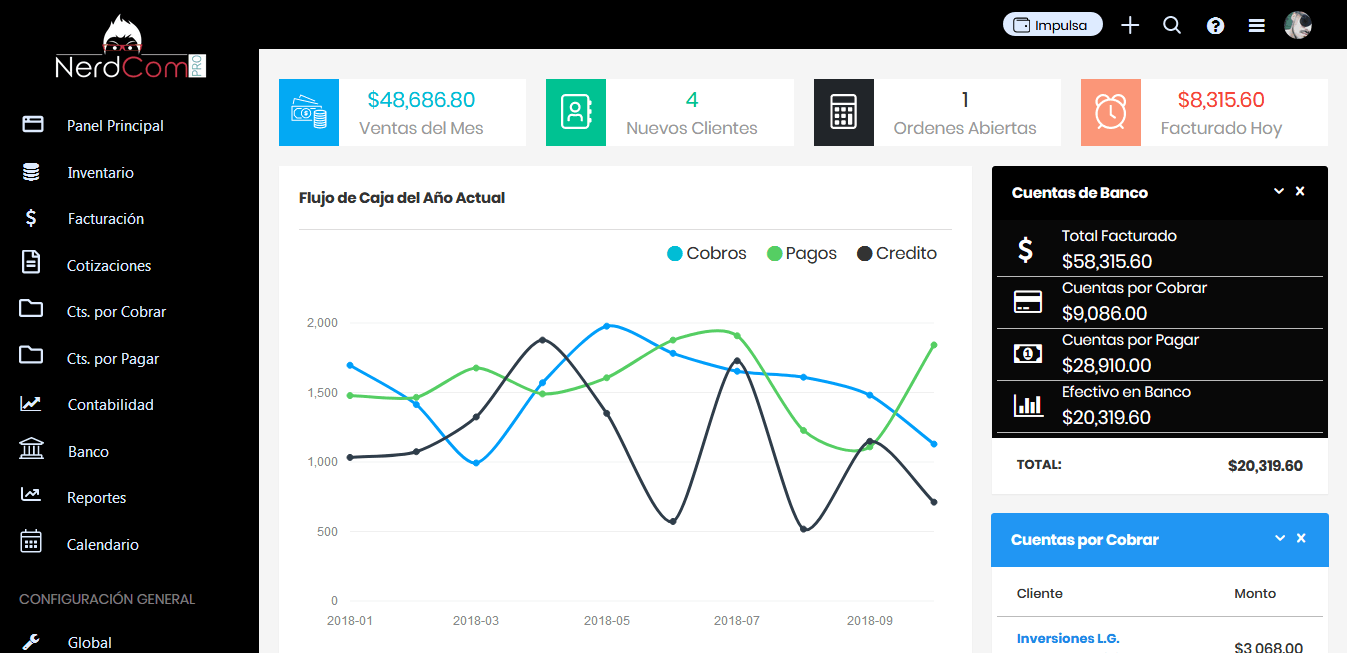 Impulsa
NerdCom PRO
$48,686.80
Ventas del Mes
4
Nuevos Clientes
1
Ordenes Abiertas
$8,315.60
Facturado Hoy
Panel Principal
Inventario
Facturación
Cotizaciones
Cts. por Cobrar
Cts. por Pagar
Contabilidad
Banco
Reportes
Calendario
CONFIGURACIÓN GENERAL
Global
Flujo de Caja del Año Actual
Cobros Pagos Credito
2,000
1,500
1,000
500
0
2018-01 2018-03 2018-05 2018-07 2018-09
Cuentas de Banco
Total Facturado
$58,315.60
Cuentas por Cobrar
$9,086.00
Cuentas por Pagar
$28,910.00
Efectivo en Banco
$20,319.60
TOTAL: $20,319.60
Cuentas por Cobrar
Cliente Monto
Inversiones L.G. $3,068.00